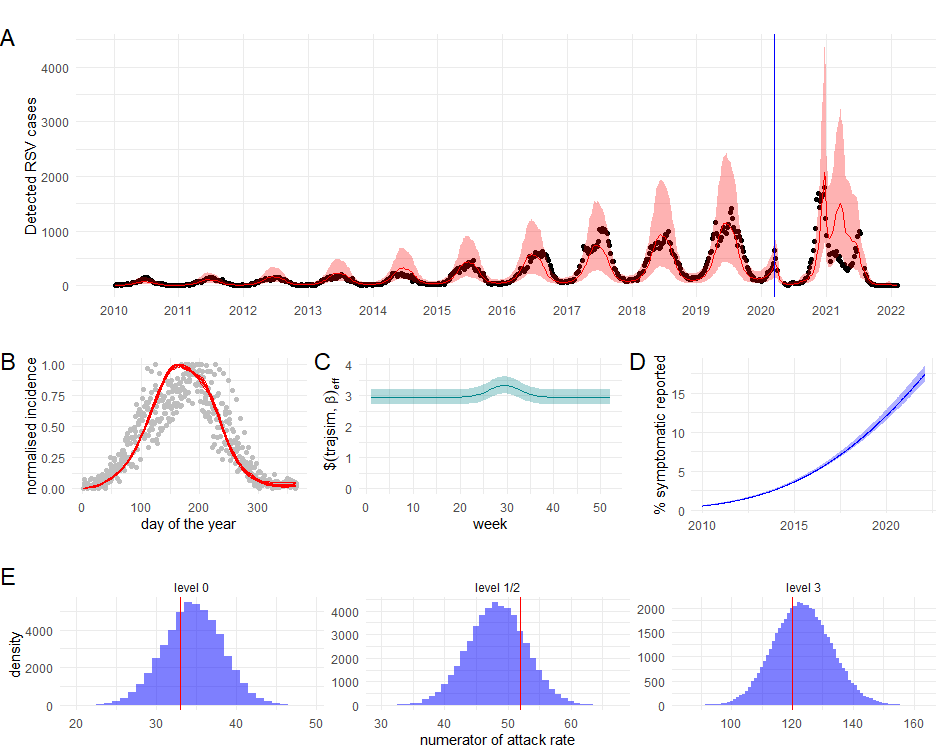 A
Detected RSV cases
4000
3000
2000
1000
0
2010 2011 2012 2013 2014 2015 2016 2017 2018 2019 2020 2021 2022
B
normalised incidence
1.00
0.75
0.50
0.25
0.00
0 100 200 300
day of the year
C
$(trajsim, β)eff
4
3
2
1
0
0 10 20 30 40 50
week
D
% symptomatic reported
15
10
5
0
2010 2015 2020
E
density
level 0
4000
2000
0
20 30 40 50
level 1/2
4000
3000
2000
1000
0
30 40 50 60
level 3
2000
1500
1000
500
0
100 120 140 160
numerator of attack rate